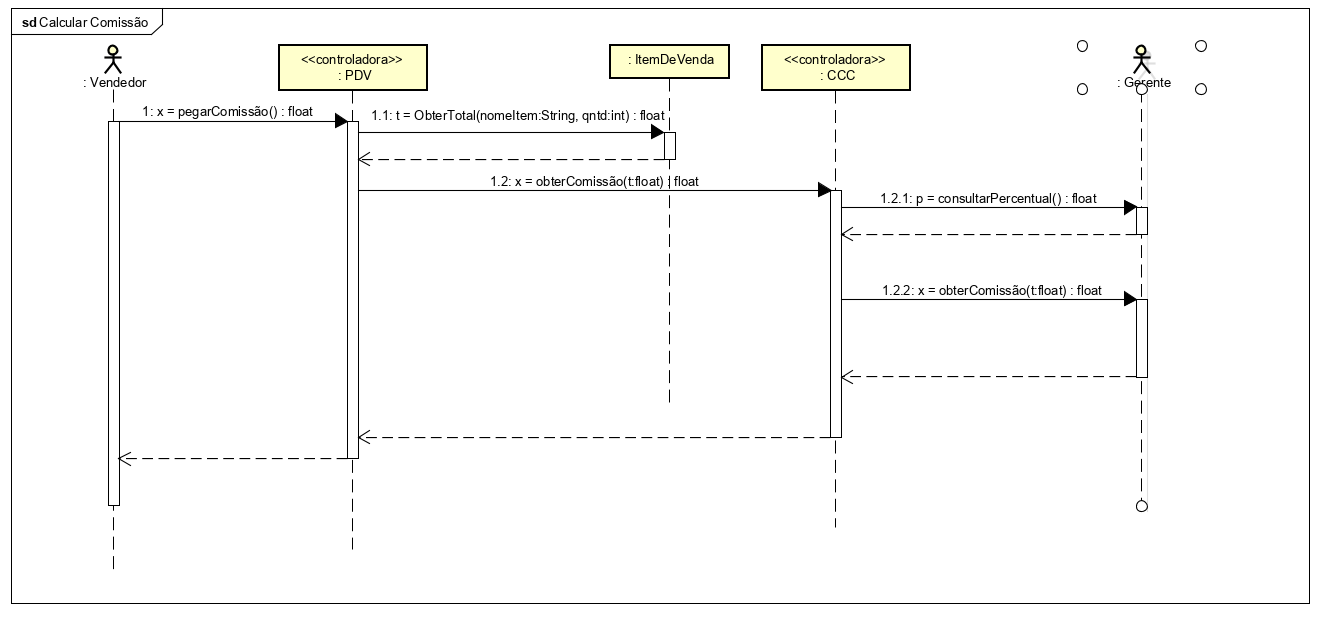 sd Calcular Comissão
: Vendedor
<<controladora>>
: PDV
: ItemDeVenda
<<controladora>>
: CCC
: Gerente
1: x = pegarComissão() : float
1.1: t = ObterTotal(nomeItem:String, qntd:int) : float
1.2: x = obterComissão(t:float) : float
1.2.1: p = consultarPercentual() : float
1.2.2: x = obterComissão(t:float) : float